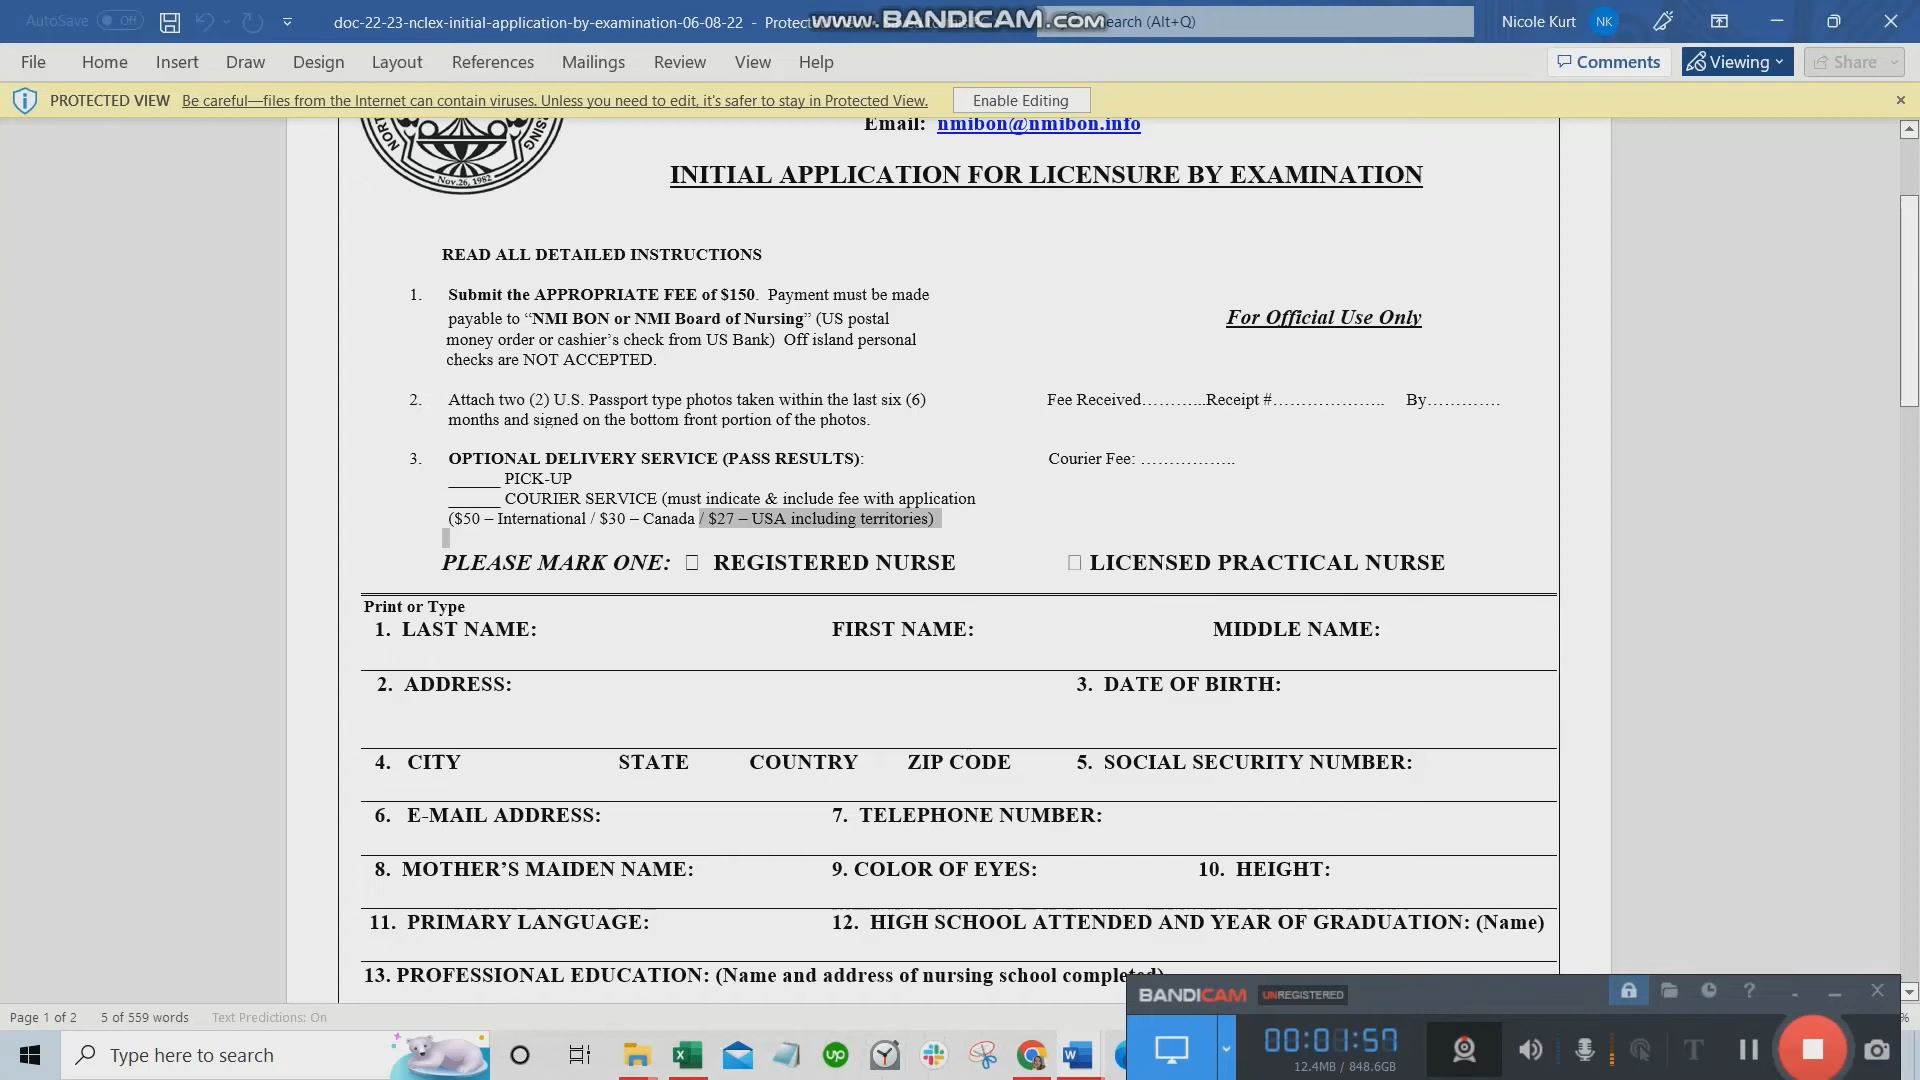 AutoSave Off doc-22-23-nclex-initial-application-by-examination-06-08-22 - Protec www.BANDICAM.com earch (Alt+Q) Nicole Kurt NK
File Home Insert Draw Design Layout References Mailings Review View Help Comments Viewing Share
PROTECTED VIEW Be careful—files from the Internet can contain viruses. Unless you need to edit, it's safer to stay in Protected View. Enable Editing
Email: nmibon@nmibon.info
Nov.26, 1982
INITIAL APPLICATION FOR LICENSURE BY EXAMINATION
READ ALL DETAILED INSTRUCTIONS
1. Submit the APPROPRIATE FEE of $150. Payment must be made
payable to “NMI BON or NMI Board of Nursing” (US postal
For Official Use Only
money order or cashier’s check from US Bank) Off island personal
checks are NOT ACCEPTED.
2. Attach two (2) U.S. Passport type photos taken within the last six (6)
Fee Received………...Receipt #……………….. By………….
months and signed on the bottom front portion of the photos.
3. OPTIONAL DELIVERY SERVICE (PASS RESULTS):
Courier Fee: ……………..
______ PICK-UP
______ COURIER SERVICE (must indicate & include fee with application
($50 – International / $30 – Canada / $27 – USA including territories)
PLEASE MARK ONE: □ REGISTERED NURSE □ LICENSED PRACTICAL NURSE
Print or Type
1. LAST NAME: FIRST NAME: MIDDLE NAME:
2. ADDRESS: 3. DATE OF BIRTH:
4. CITY STATE COUNTRY ZIP CODE 5. SOCIAL SECURITY NUMBER:
6. E-MAIL ADDRESS: 7. TELEPHONE NUMBER:
8. MOTHER’S MAIDEN NAME: 9. COLOR OF EYES: 10. HEIGHT:
11. PRIMARY LANGUAGE: 12. HIGH SCHOOL ATTENDED AND YEAR OF GRADUATION: (Name)
13. PROFESSIONAL EDUCATION: (Name and address of nursing school completed)
BANDICAM UNREGISTERED
Page 1 of 2 5 of 559 words Text Predictions: On
00:01:57
12.4MB / 848.6GB
Type here to search